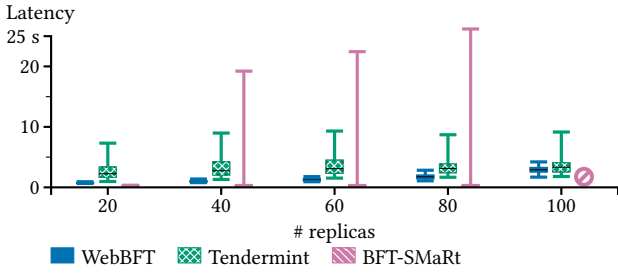 Latency
25 s
20
10
0
20 40 60 80 100
# replicas
WebBFT Tendermint BFT-SMaRt